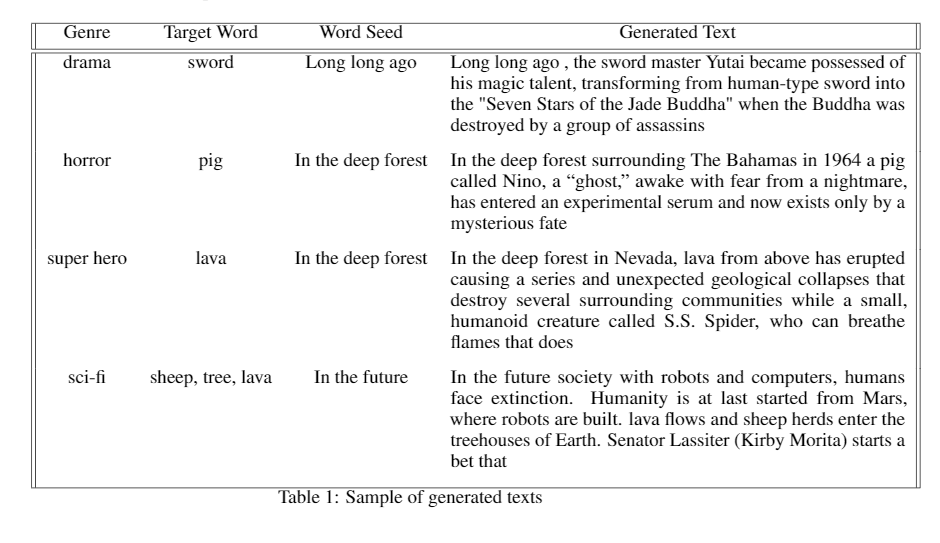 Genre Target Word Word Seed Generated Text
drama sword Long long ago Long long ago , the sword master Yutai became possessed of
his magic talent, transforming from human-type sword into
the "Seven Stars of the Jade Buddha" when the Buddha was
destroyed by a group of assassins
horror pig In the deep forest In the deep forest surrounding The Bahamas in 1964 a pig
called Nino, a “ghost,” awake with fear from a nightmare,
has entered an experimental serum and now exists only by a
mysterious fate
super hero lava In the deep forest In the deep forest in Nevada, lava from above has erupted
causing a series and unexpected geological collapses that
destroy several surrounding communities while a small,
humanoid creature called S.S. Spider, who can breathe
flames that does
sci-fi sheep, tree, lava In the future In the future society with robots and computers, humans
face extinction. Humanity is at last started from Mars,
where robots are built. lava flows and sheep herds enter the
treehouses of Earth. Senator Lassiter (Kirby Morita) starts a
bet that
Table 1: Sample of generated texts